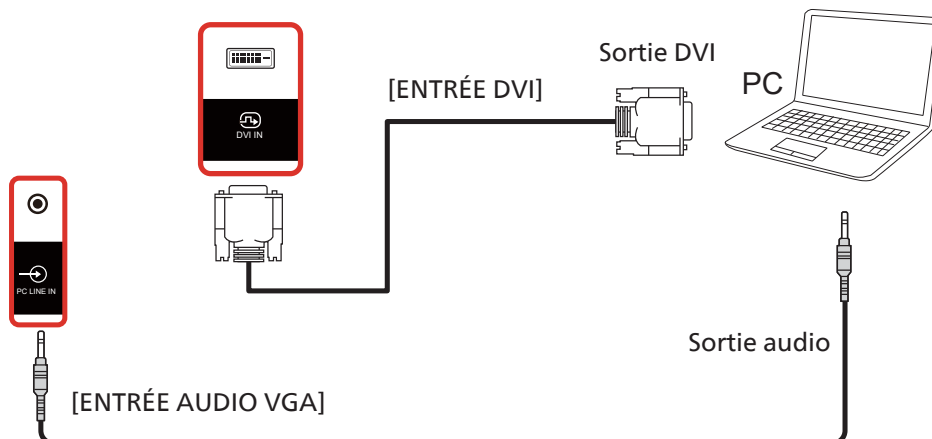 Sortie DVI
[ENTRÉE DVI]
PC
DVI IN
PC LINE IN
Sortie audio
[ENTRÉE AUDIO VGA]